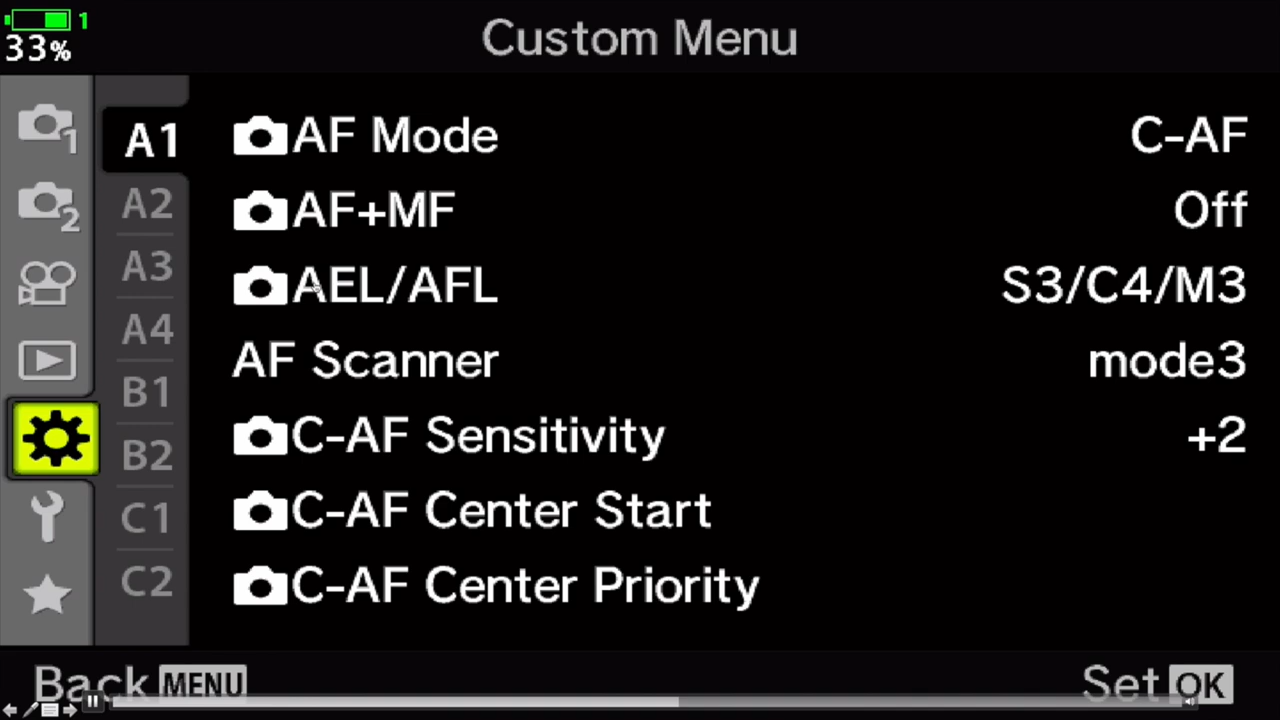 1
33%
Custom Menu
1
2
A1
A2
A3
A4
B1
B2
C1
C2
AF Mode C-AF
AF+MF Off
AEL/AFL S3/C4/M3
AF Scanner mode3
C-AF Sensitivity +2
C-AF Center Start
C-AF Center Priority
Back MENU
Set OK